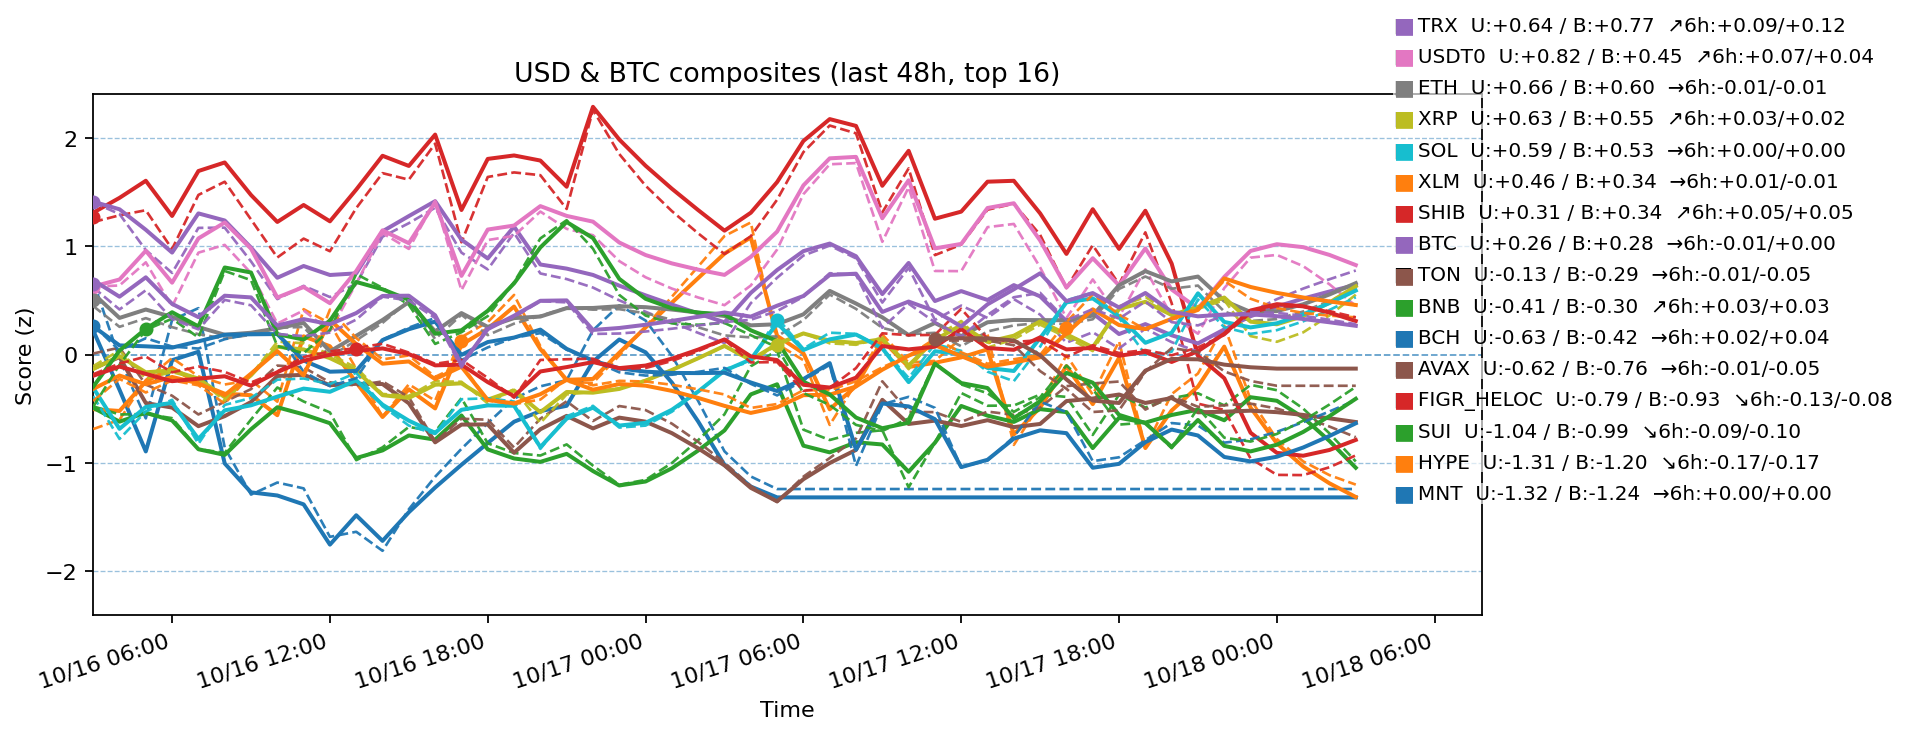 USD & BTC composites (last 48h, top 16)
TRX U:+0.64 / B:+0.77 ↗6h:+0.09/+0.12
USDT0 U:+0.82 / B:+0.45 ↗6h:+0.07/+0.04
ETH U:+0.66 / B:+0.60 →6h:-0.01/-0.01
XRP U:+0.63 / B:+0.55 ↗6h:+0.03/+0.02
SOL U:+0.59 / B:+0.53 →6h:+0.00/+0.00
XLM U:+0.46 / B:+0.34 →6h:+0.01/-0.01
SHIB U:+0.31 / B:+0.34 ↗6h:+0.05/+0.05
BTC U:+0.26 / B:+0.28 →6h:-0.01/+0.00
TON U:-0.13 / B:-0.29 →6h:-0.01/-0.05
BNB U:-0.41 / B:-0.30 ↗6h:+0.03/+0.03
BCH U:-0.63 / B:-0.42 →6h:+0.02/+0.04
AVAX U:-0.62 / B:-0.76 →6h:-0.01/-0.05
FIGR_HELOC U:-0.79 / B:-0.93 ↘6h:-0.13/-0.08
SUI U:-1.04 / B:-0.99 ↘6h:-0.09/-0.10
HYPE U:-1.31 / B:-1.20 ↘6h:-0.17/-0.17
MNT U:-1.32 / B:-1.24 →6h:+0.00/+0.00
Score (z)
2
1
0
−1
−2
10/16 06:00
10/16 12:00
10/16 18:00
10/17 00:00
10/17 06:00
10/17 12:00
10/17 18:00
10/18 00:00
10/18 06:00
Time